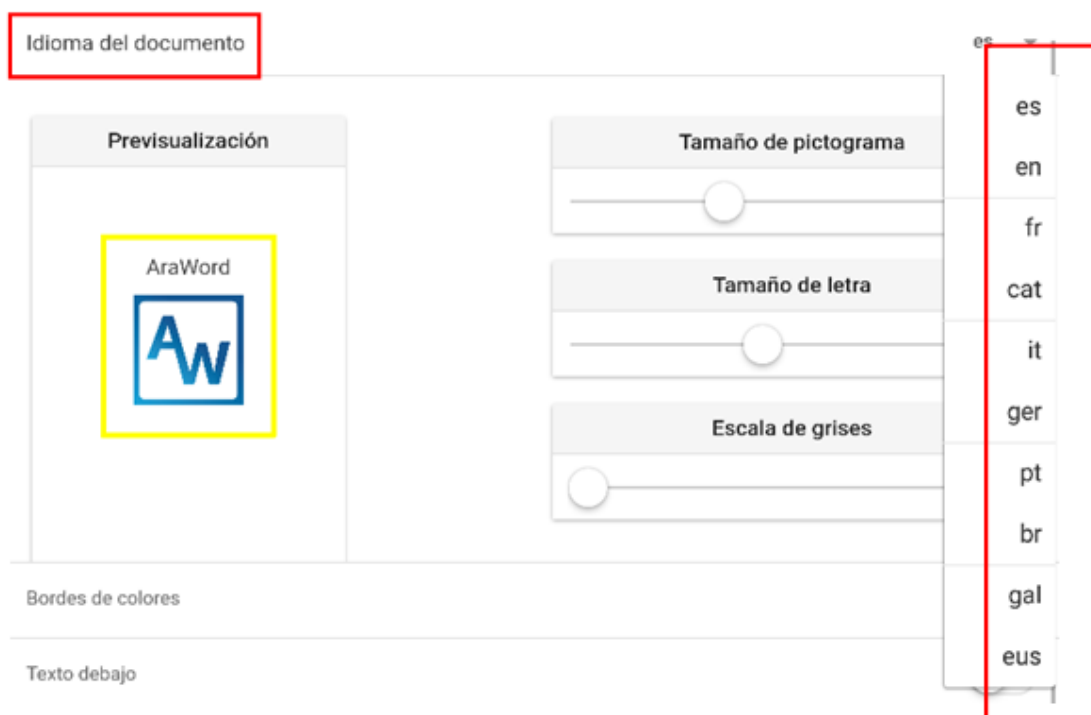 Idioma del documento
es
Previsualización
AraWord
AW
Tamaño de pictograma
Tamaño de letra
Escala de grises
es
en
fr
cat
it
ger
pt
br
gal
eus
Bordes de colores
Texto debajo